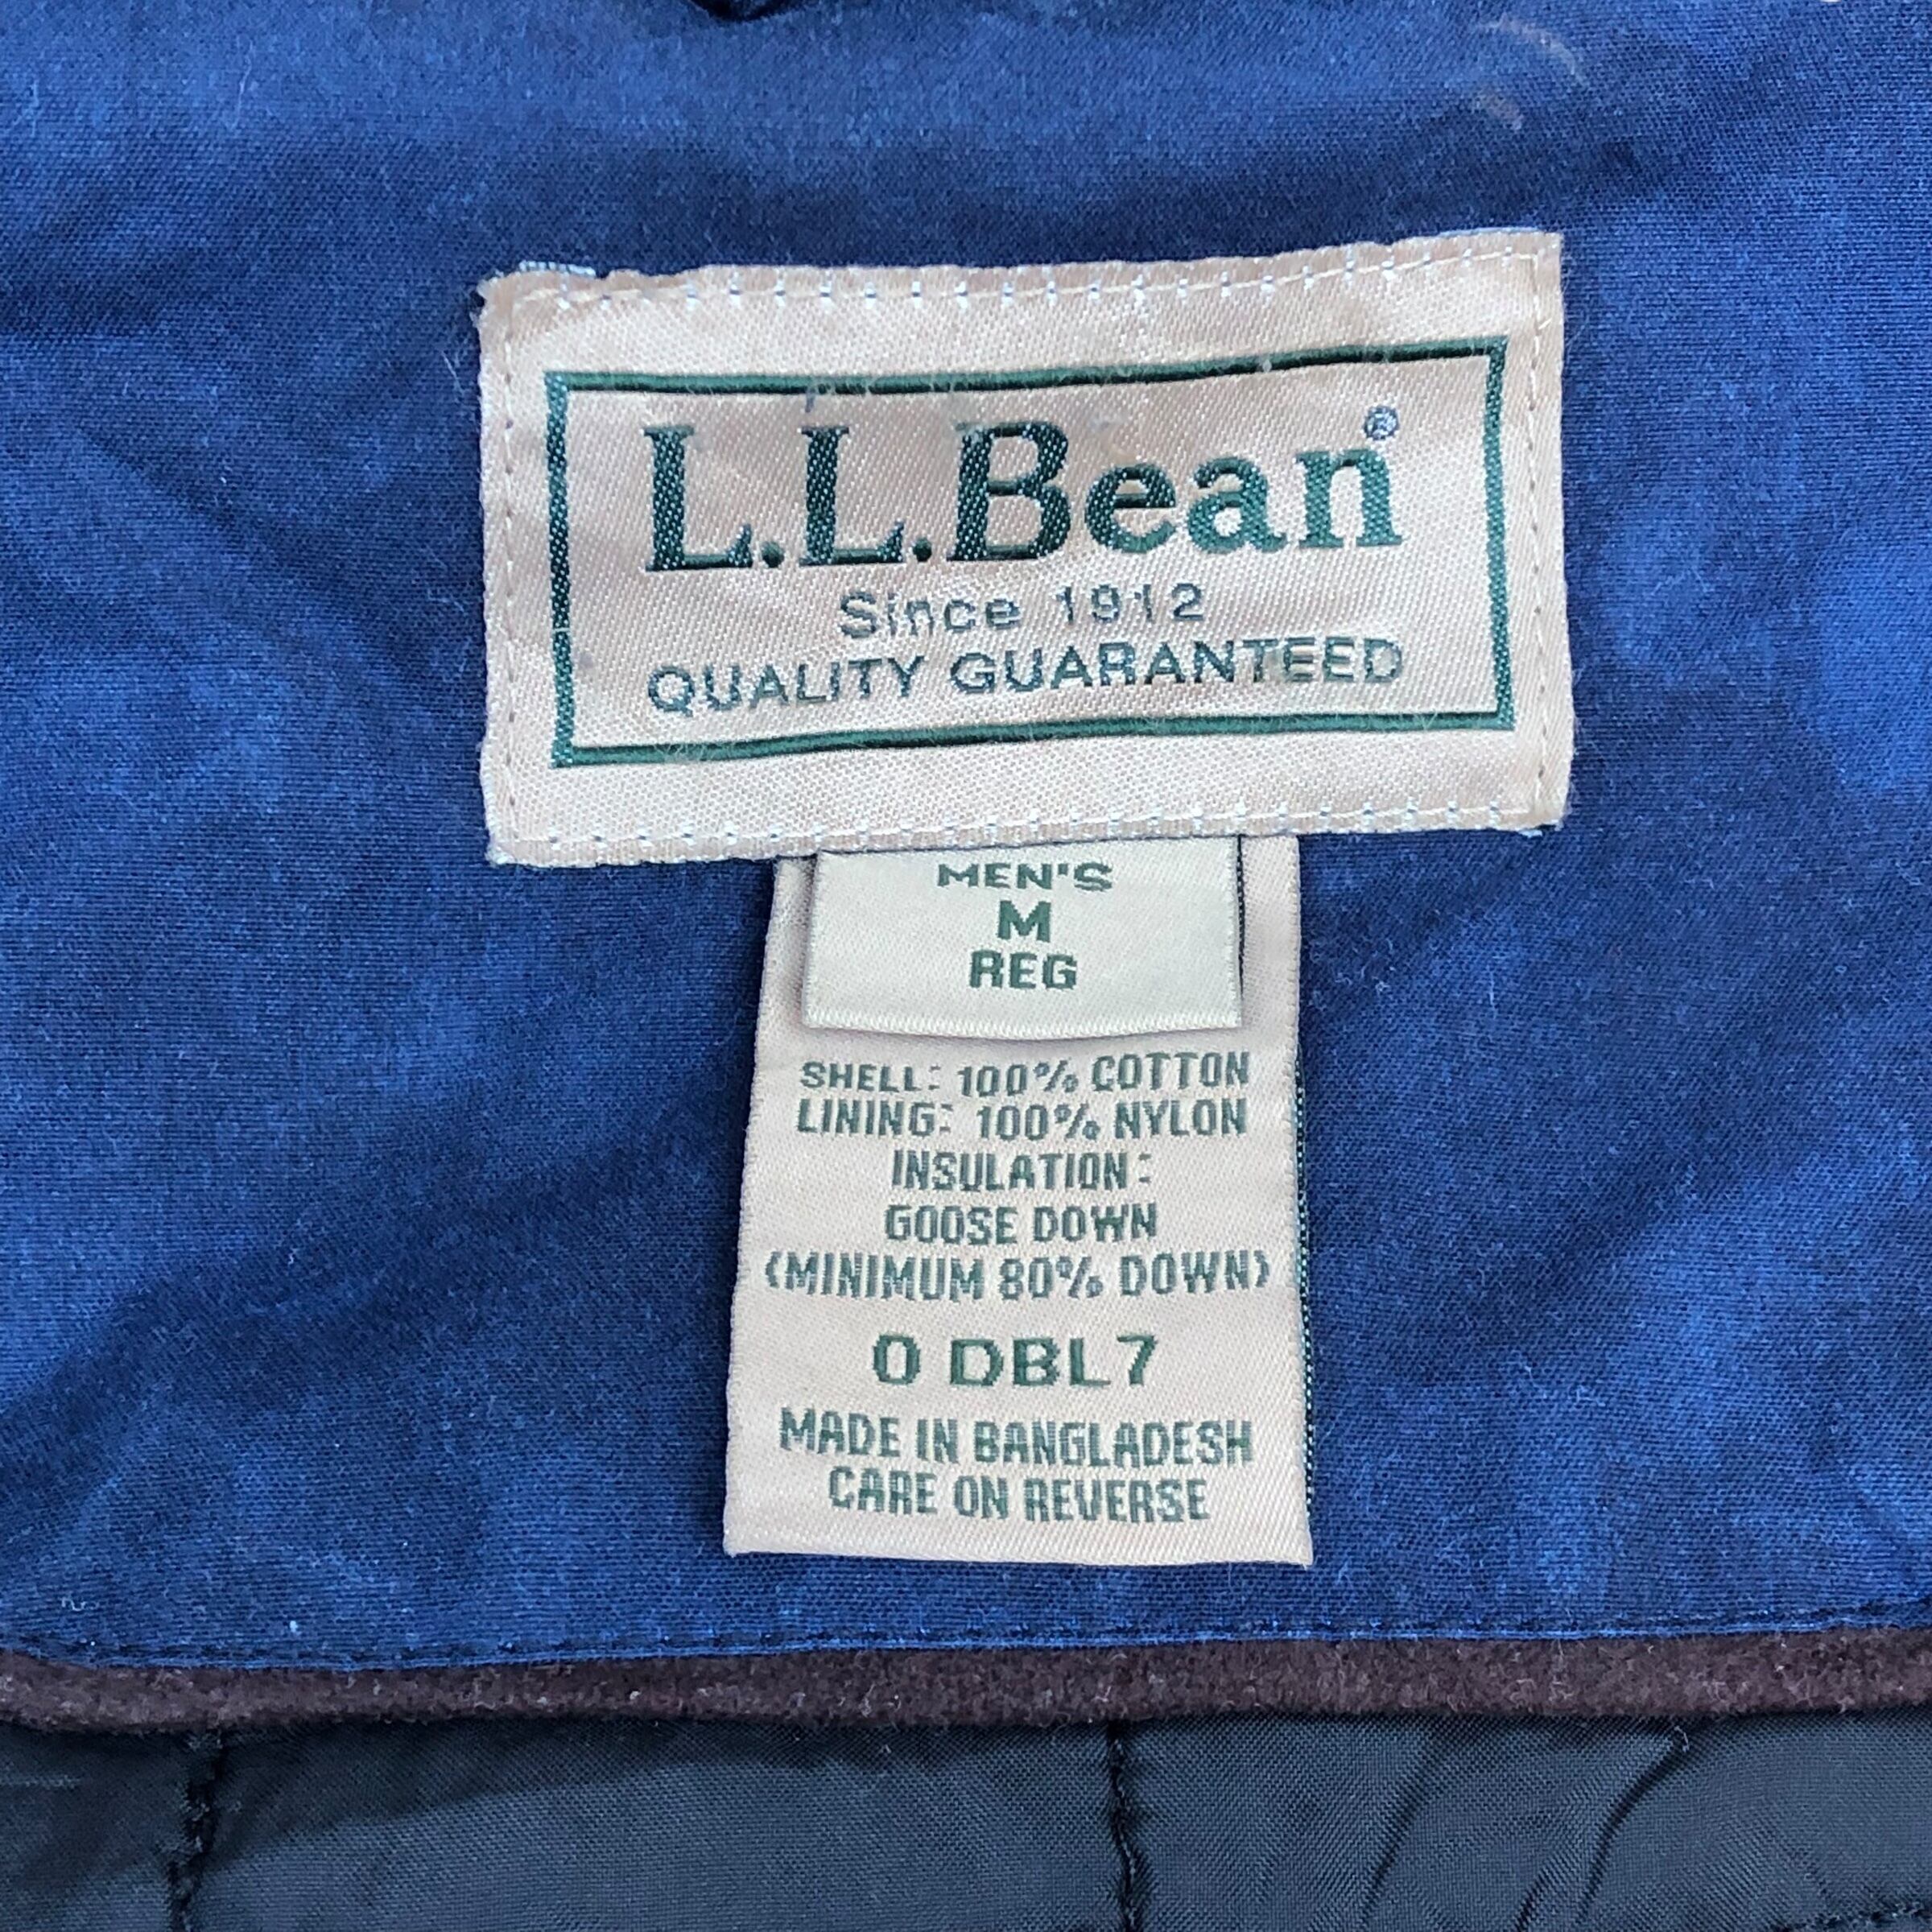 L.L.Bean®
Since 1912
QUALITY GUARANTEED
MEN'S
M
REG
SHELL: 100% COTTON
LINING: 100% NYLON
INSULATION:
GOOSE DOWN
(MINIMUM 80% DOWN)
0 DBL7
MADE IN BANGLADESH
CARE ON REVERSE